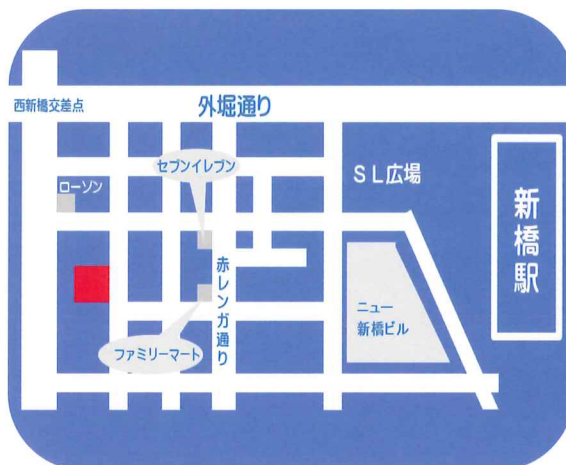 西新橋交差点
外堀通り
セブンイレブン
ローソン
SL広場
新橋駅
赤レンガ通り
ニュー
新橋ビル
ファミリーマート